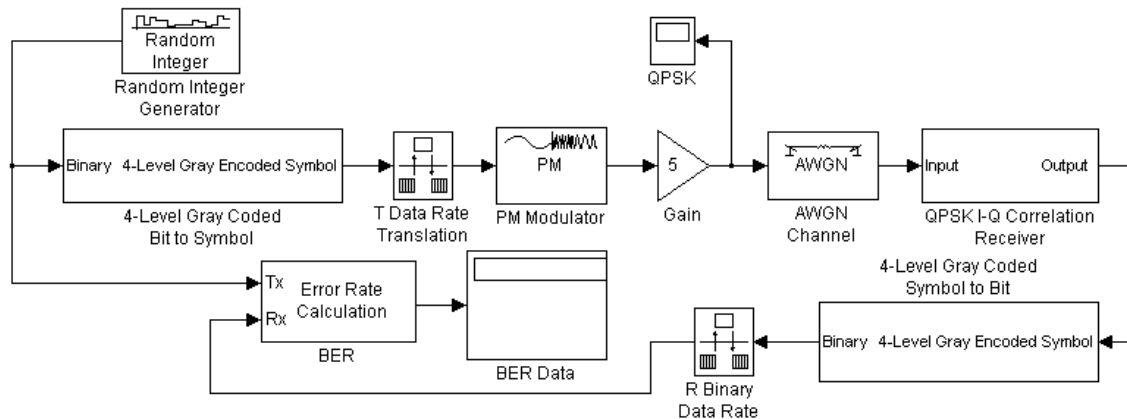 Random
Integer
Random Integer
Generator
QPSK
Binary 4-Level Gray Encoded Symbol
4-Level Gray Coded
Bit to Symbol
T Data Rate
Translation
PM
PM Modulator
5
Gain
AWGN
AWGN
Channel
Input Output
QPSK I-Q Correlation
Receiver
Tx
Rx
Error Rate
Calculation
BER
BER Data
R Binary
Data Rate
4-Level Gray Coded
Symbol to Bit
Binary 4-Level Gray Encoded Symbol